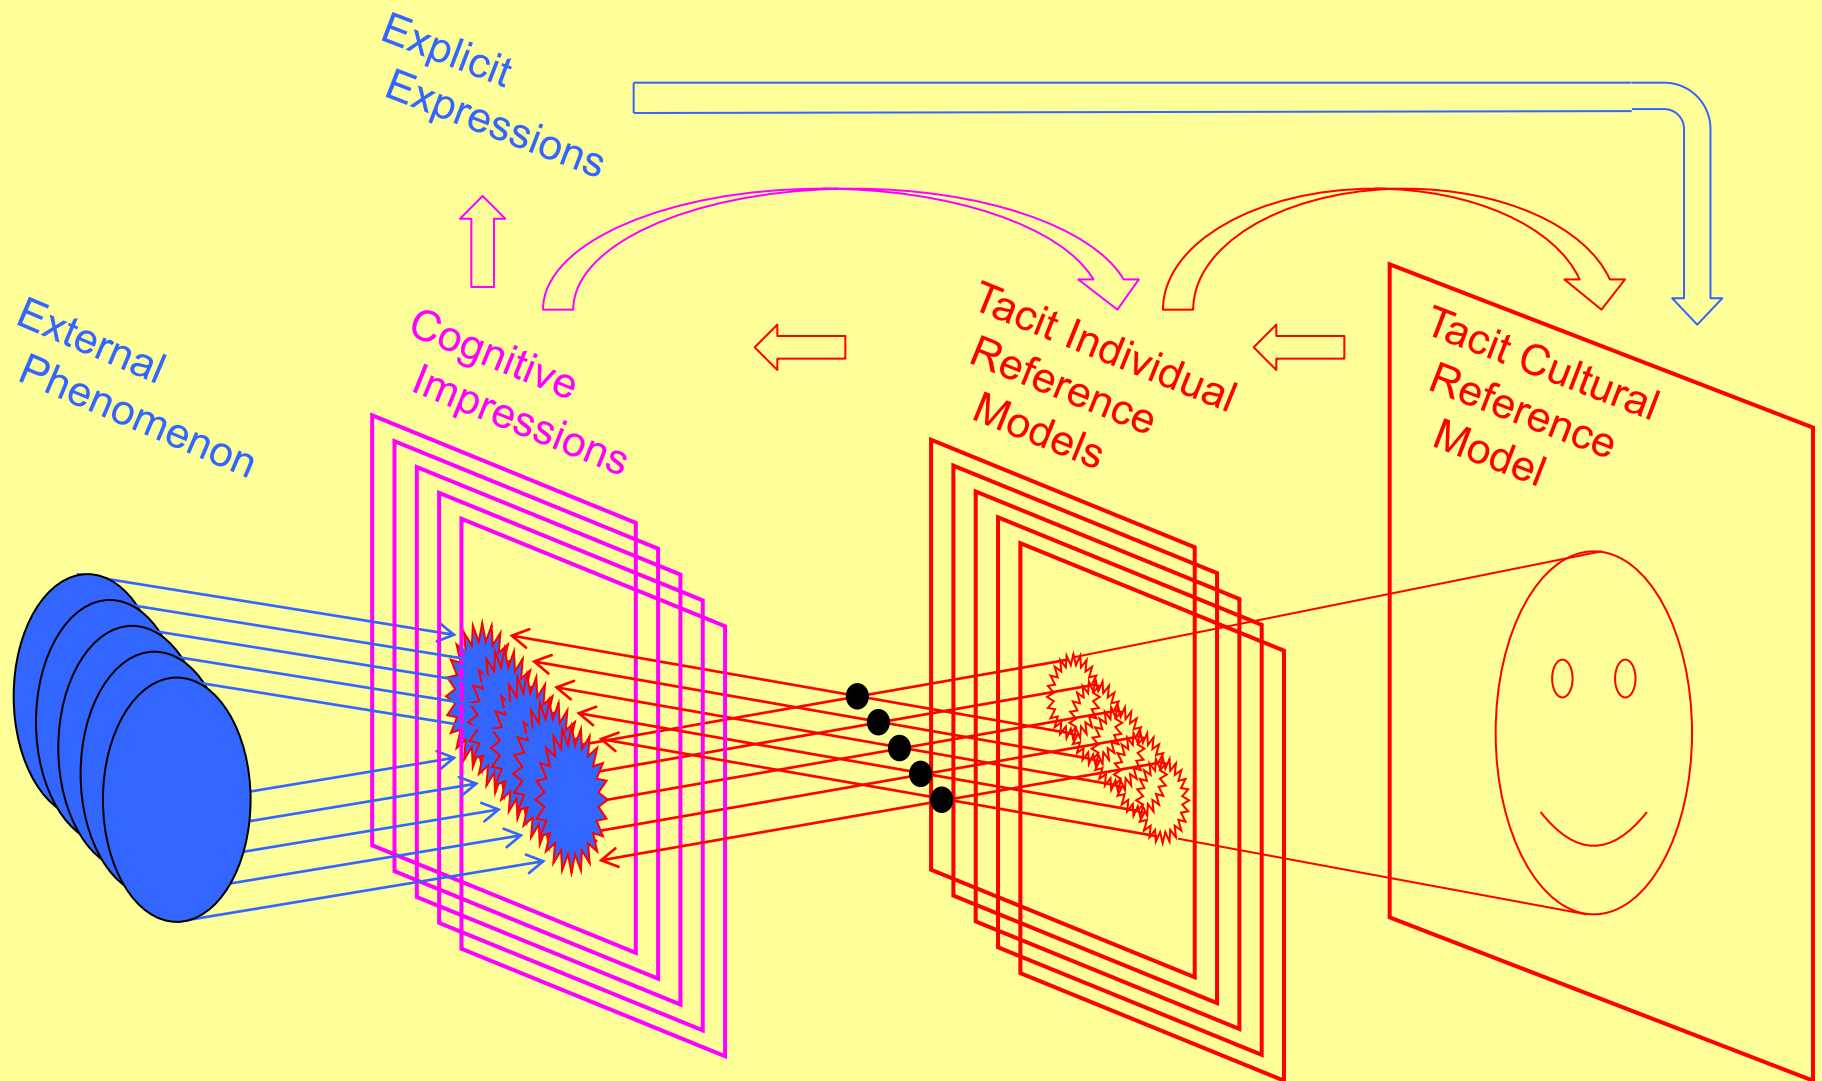 Explicit
Expressions
External
Phenomenon
Cognitive
Impressions
Tacit Individual
Reference
Models
Tacit Cultural
Reference
Model